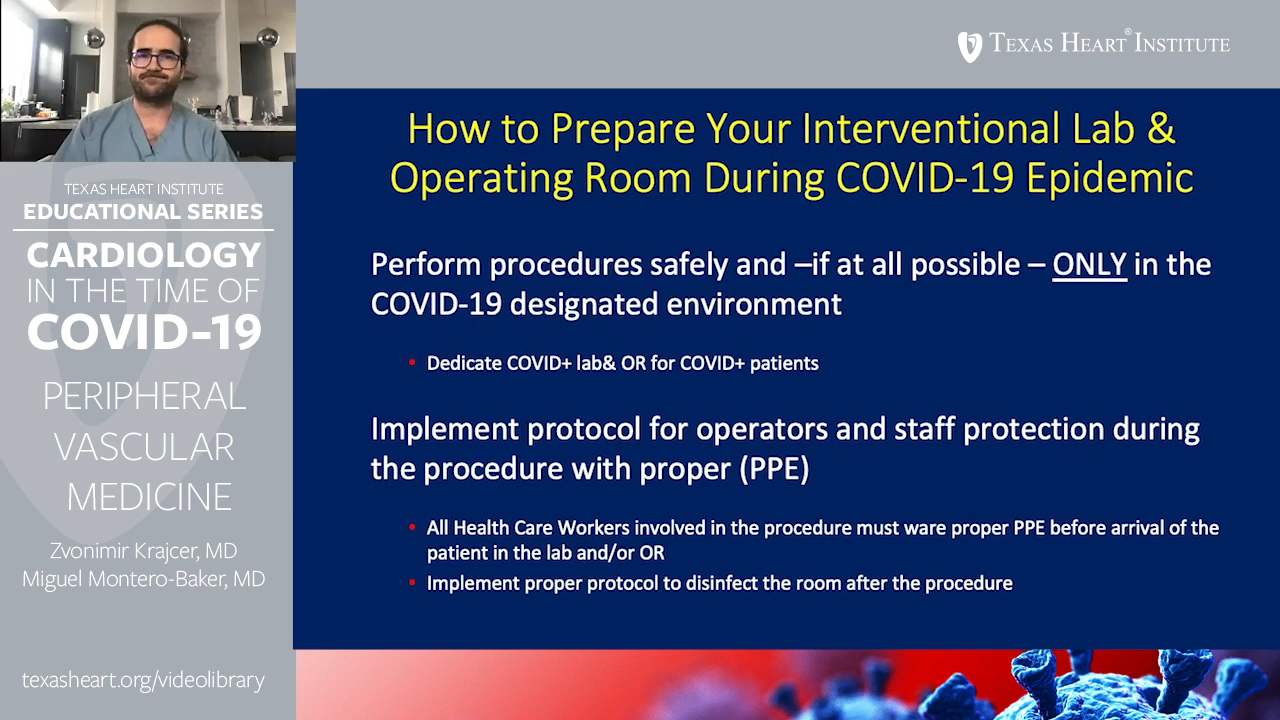 TEXAS HEART® INSTITUTE
TEXAS HEART INSTITUTE
EDUCATIONAL SERIES
CARDIOLOGY
IN THE TIME OF
COVID-19
PERIPHERAL
VASCULAR
MEDICINE
Zvonimir Krajcer, MD
Miguel Montero-Baker, MD
texasheart.org/videolibrary
How to Prepare Your Interventional Lab &
Operating Room During COVID-19 Epidemic
Perform procedures safely and –if at all possible – ONLY in the
COVID-19 designated environment
• Dedicate COVID+ lab& OR for COVID+ patients
Implement protocol for operators and staff protection during
the procedure with proper (PPE)
• All Health Care Workers involved in the procedure must ware proper PPE before arrival of the
patient in the lab and/or OR
• Implement proper protocol to disinfect the room after the procedure